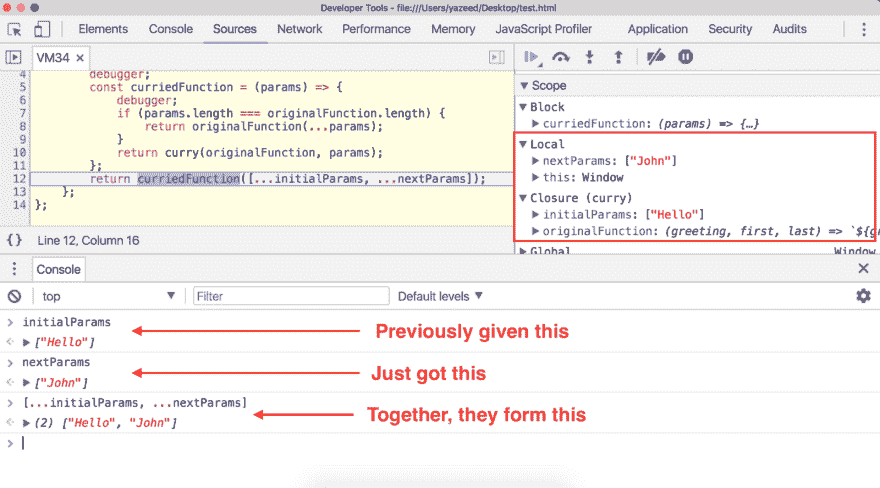 Developer Tools - file:///Users/yazeed/Desktop/test.html
Elements Console Sources Network Performance Memory JavaScript Profiler Application Security Audits
VM34 ×
4 debugger;
5 const curriedFunction = (params) => {
6 debugger;
7 if (params.length === originalFunction.length) {
8 return originalFunction(...params);
9 }
10 return curry(originalFunction, params);
11 };
12 return curriedFunction([...initialParams, ...nextParams]);
13 };
14 };
{} Line 12, Column 16
▼ Scope
▼ Block
▶ curriedFunction: (params) => {…}
▼ Local
▶ nextParams: ["John"]
▶ this: Window
▼ Closure (curry)
▶ initialParams: ["Hello"]
▶ originalFunction: (greeting, first, last) => `${g
▶ Global Window
Console
top ▼ Filter Default levels ▼
> initialParams
Previously given this
<· ▶ ["Hello"]
> nextParams
Just got this
<· ▶ ["John"]
> [...initialParams, ...nextParams]
Together, they form this
<· ▶ (2) ["Hello", "John"]
>